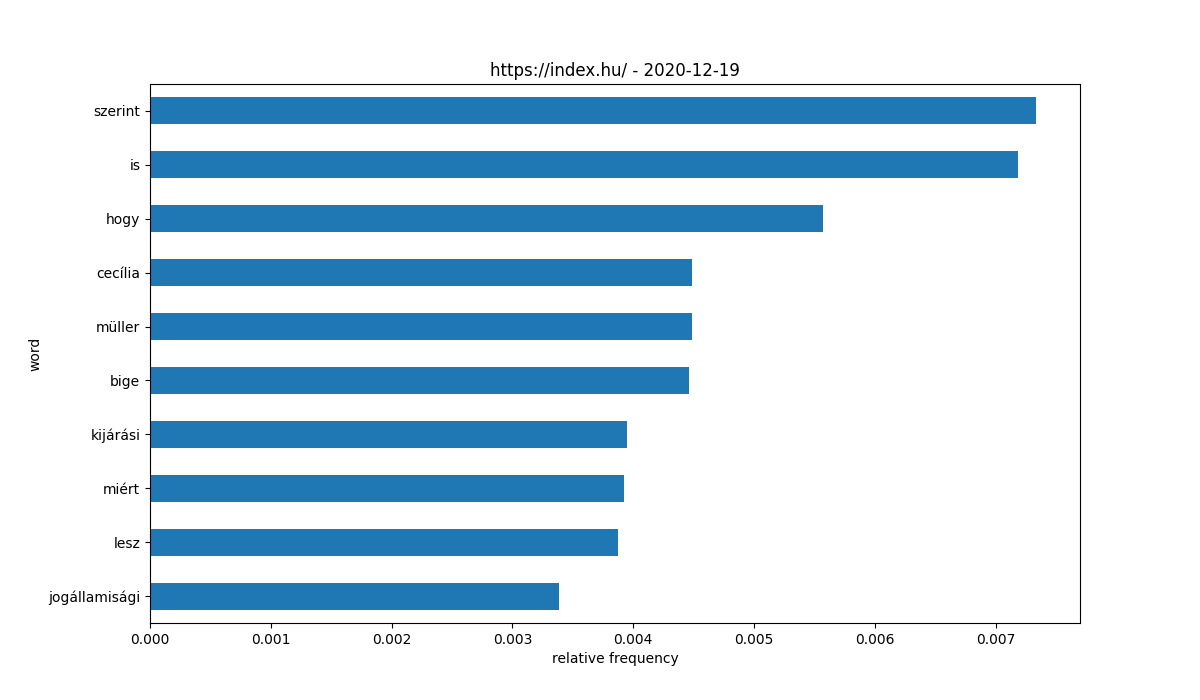 https://index.hu/ - 2020-12-19
szerint
is
hogy
cecília
müller
bige
kijárási
miért
lesz
jogállamisági
word
0.000 0.001 0.002 0.003 0.004 0.005 0.006 0.007
relative frequency